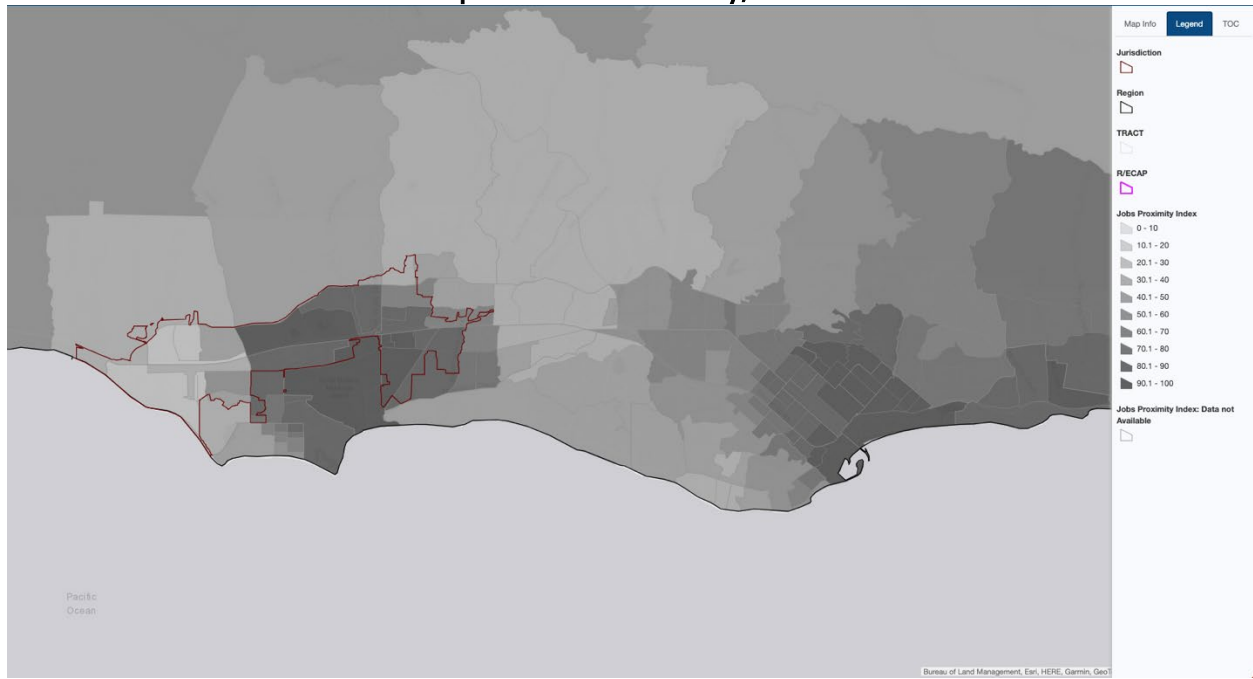 Map Info Legend TOC
Jurisdiction
Region
TRACT
R/ECAP
Jobs Proximity Index
0 - 10
10.1 - 20
20.1 - 30
30.1 - 40
40.1 - 50
50.1 - 60
60.1 - 70
70.1 - 80
80.1 - 90
90.1 - 100
Jobs Proximity Index: Data not
Available
Pacific
Ocean
Bureau of Land Management, Esri, HERE, Garmin, GeoT